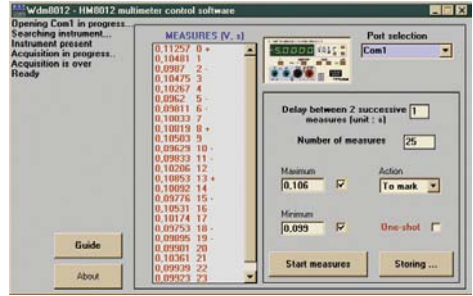 Wdm8012 - HM8012 multimeter control software
Opening Com1 in progress...
Searching instrument...
Instrument present
Acquisition in progress..
Acquisition is over
Ready
MEASURES (V, s)
0,11257 0 +
0,10481 1
0,0987 2 -
0,10475 3
0,10267 4
0,0962 5 -
0,09811 6 -
0,10033 7
0,10819 8 +
0,10503 9
0,09629 10 -
0,09833 11 -
0,10206 12
0,10853 13 +
0,10092 14
0,09776 15 -
0,10531 16
0,10174 17
0,09753 18 -
0,09895 19 -
0,09901 20
0,10361 21
0,09939 22
0,09923 23
Port selection
Com1
Delay between 2 successive measures (unit : s)
1
Number of measures
25
Maximum
0,106
Action
To mark
Minimum
0,099
One-shot
Start measures
Storing ...
Guide
About